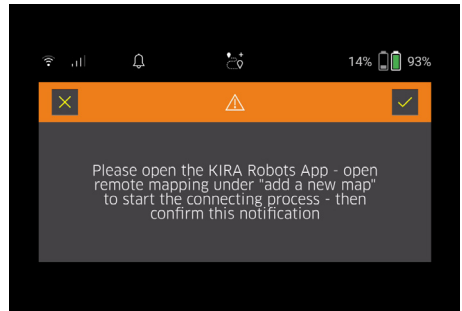 14% 93%
Please open the KIRA Robots App - open
remote mapping under "add a new map"
to start the connecting process - then
confirm this notification